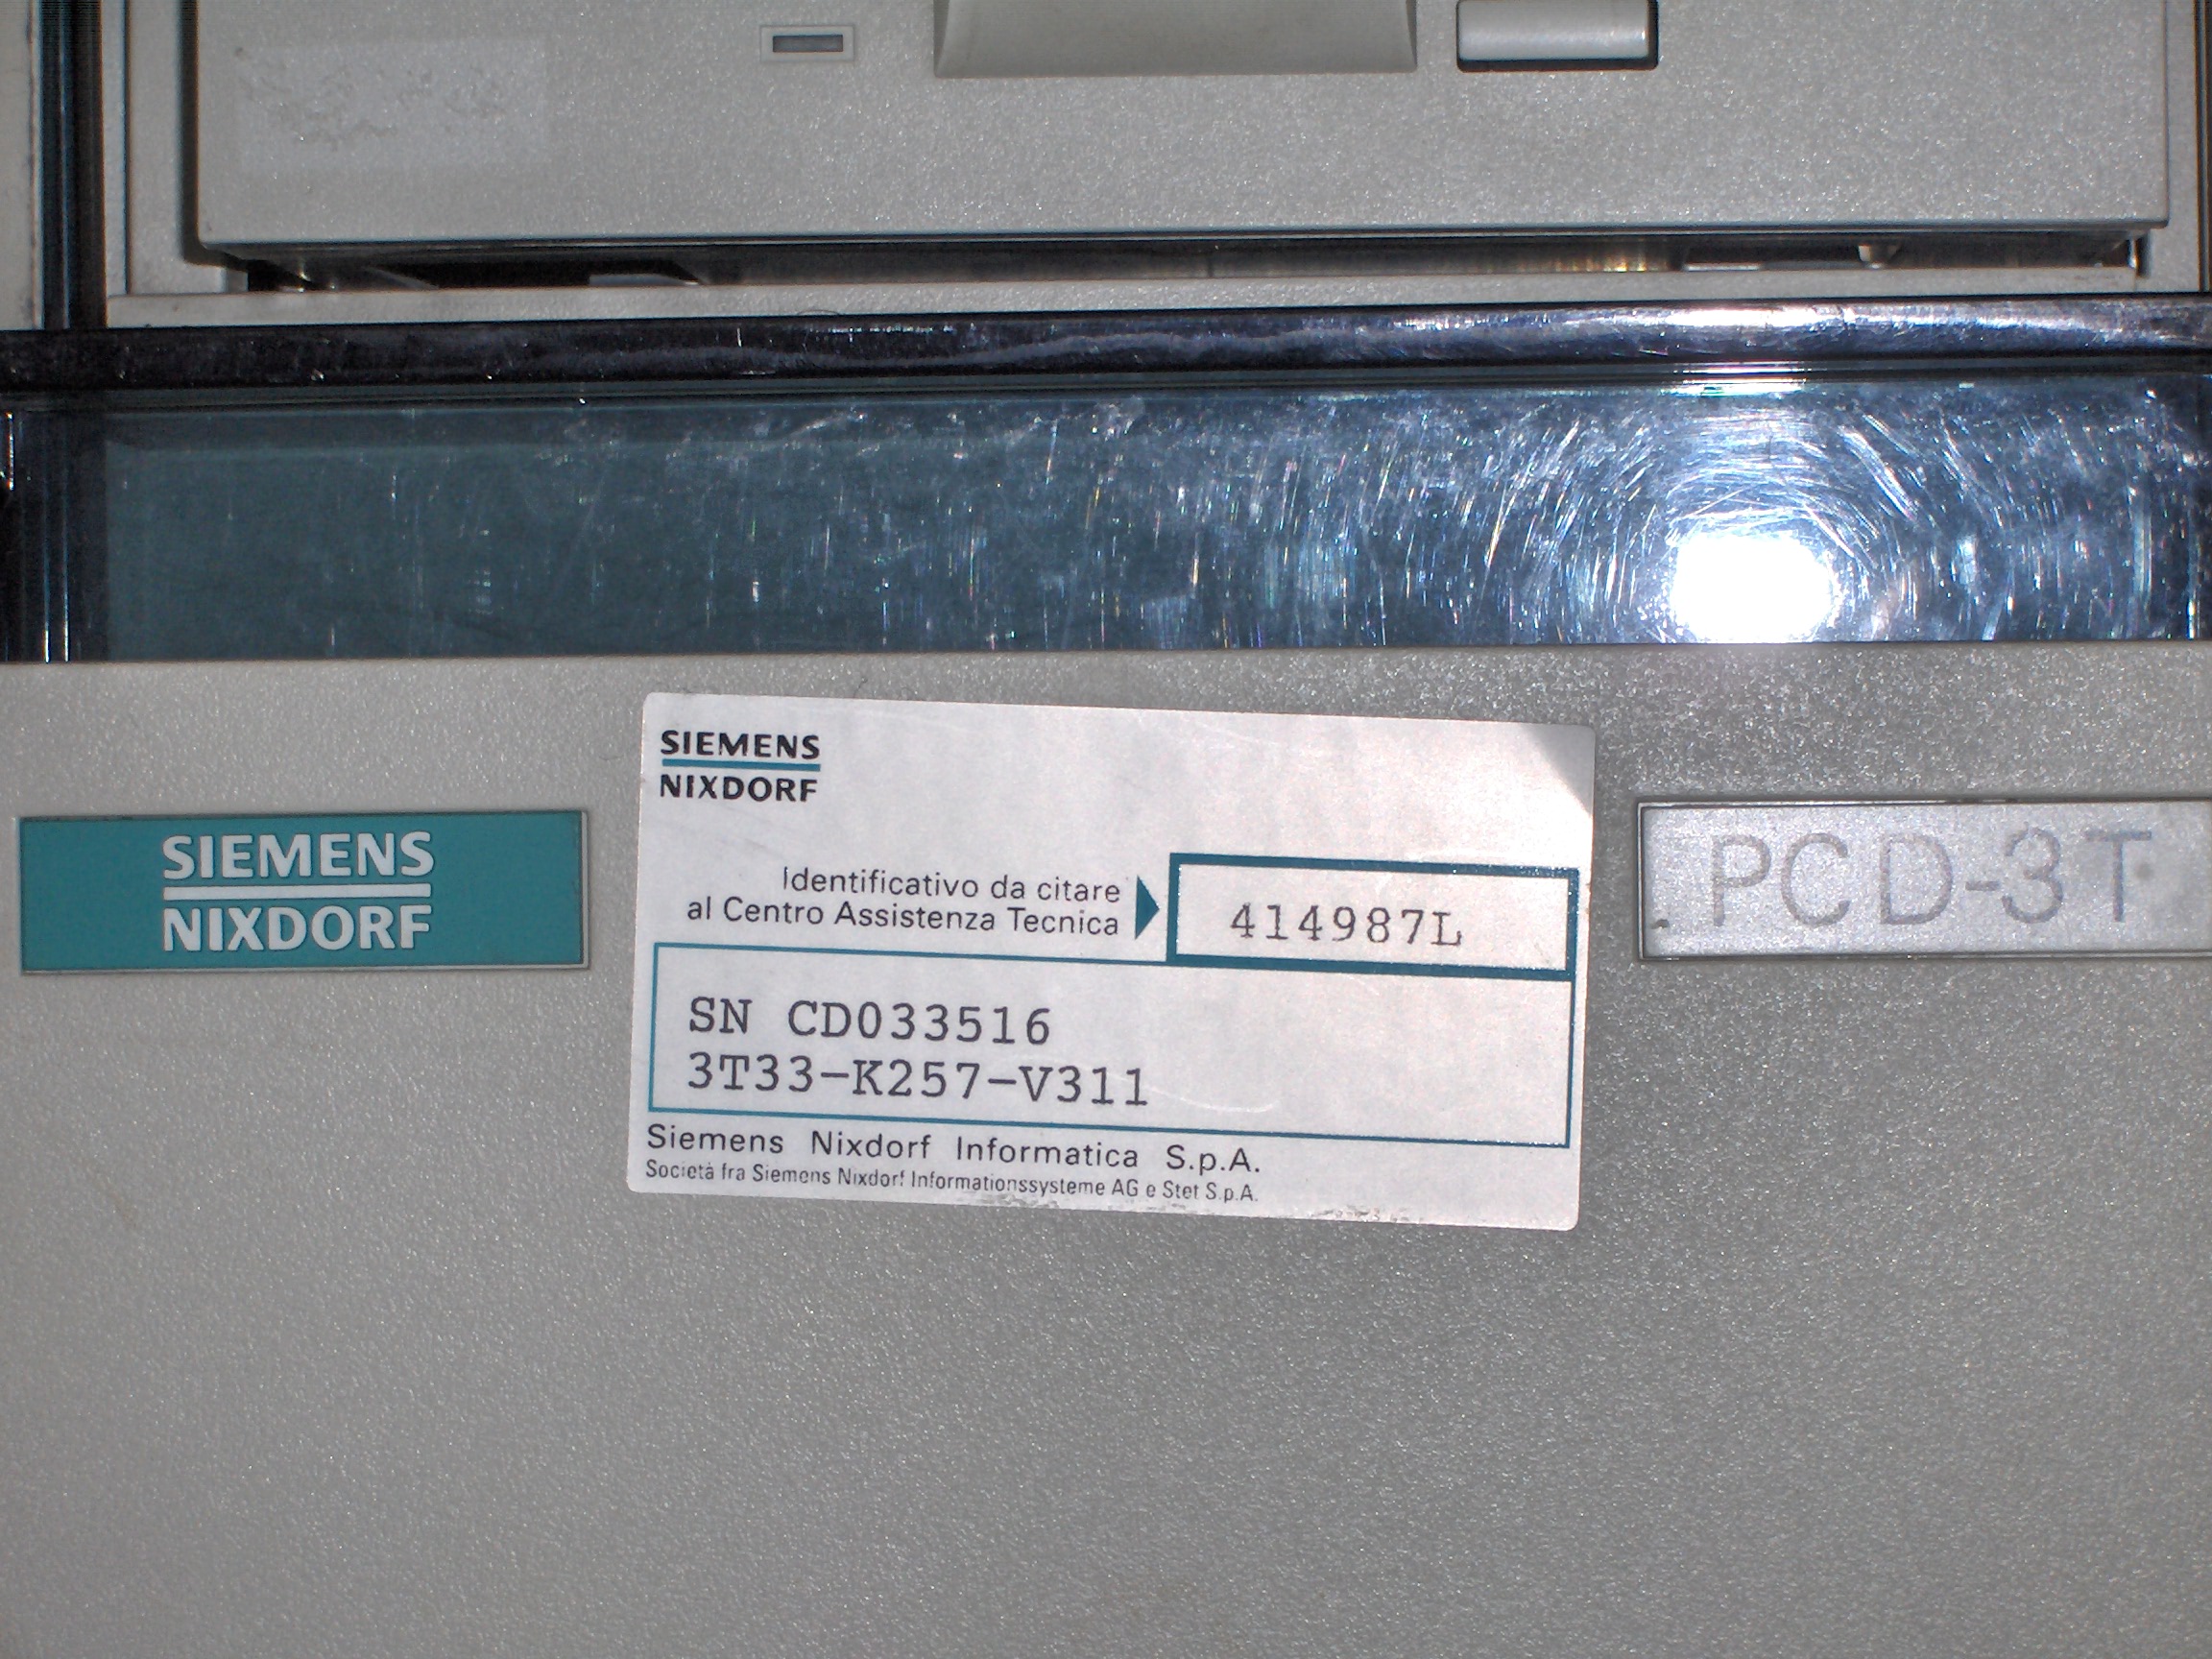 SIEMENS
NIXDORF
SIEMENS
NIXDORF
Identificativo da citare
al Centro Assistenza Tecnica
414987L
SN CD033516
3T33-K257-V311
Siemens Nixdorf Informatica S.p.A.
Società fra Siemens Nixdorf Informationssysteme AG e Stet S.p.A.
PCD-3T